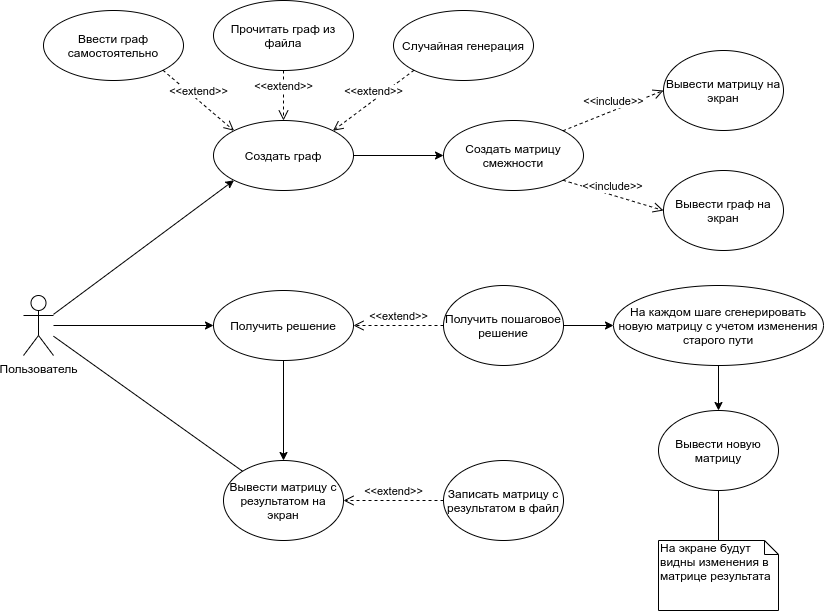 Ввести граф
самостоятельно
Прочитать граф из
файла
Случайная генерация
<<extend>>
<<extend>>
<<extend>>
Создать граф
Создать матрицу
смежности
<<include>>
<<include>>
Вывести матрицу на
экран
Вывести граф на
экран
Пользователь
Получить решение
<<extend>>
Получить пошаговое
решение
На каждом шаге сгенерировать
новую матрицу с учетом изменения
старого пути
Вывести новую
матрицу
Вывести матрицу с
результатом на
экран
<<extend>>
Записать матрицу с
результатом в файл
На экране будут
видны изменения в
матрице результата